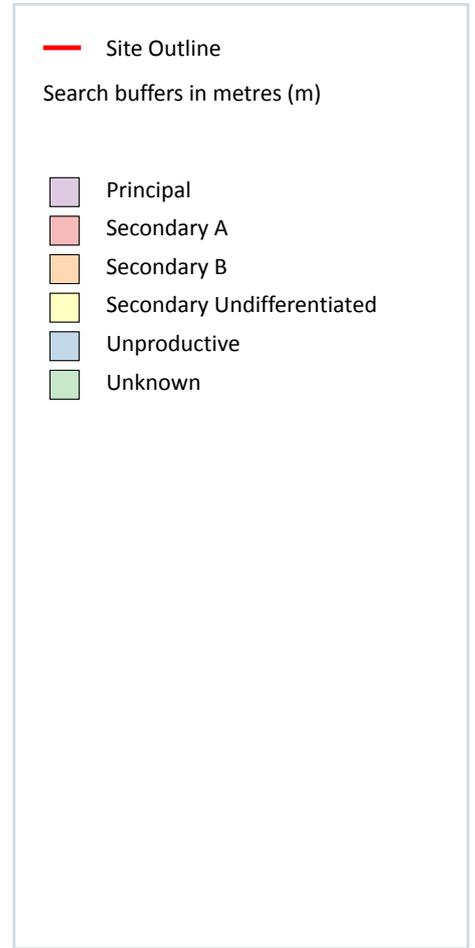 Site Outline
Search buffers in metres (m)
Principal
Secondary A
Secondary B
Secondary Undifferentiated
Unproductive
Unknown